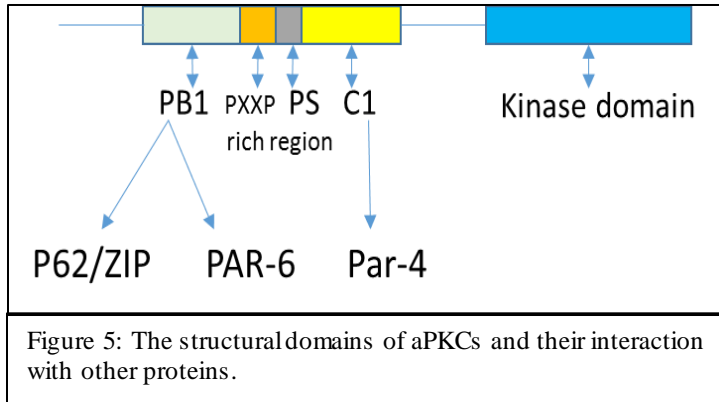 PB1 PXXP PS C1 Kinase domain
rich region
P62/ZIP PAR-6 Par-4
Figure 5: The structural domains of aPKCs and their interaction
with other proteins.